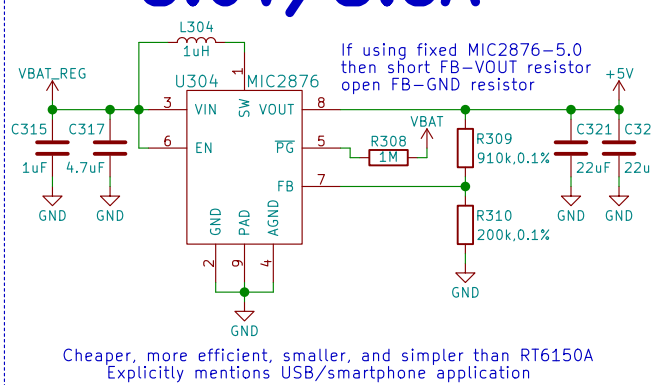 L304
1uH
If using fixed MIC2876-5.0
then short FB-VOUT resistor
open FB-GND resistor
VBAT_REG
+5V
U304
MIC2876
1
3
VIN
SW
VOUT
8
C315
1uF
C317
4.7uF
6
EN
PG
5
R308
1M
VBAT
R309
910k,0.1%
C321
22uF
C32
22u
FB
7
GND
GND
GND
PAD
AGND
R310
200k,0.1%
GND
GND
2
9
4
GND
GND
Cheaper, more efficient, smaller, and simpler than RT6150A
Explicitly mentions USB/smartphone application